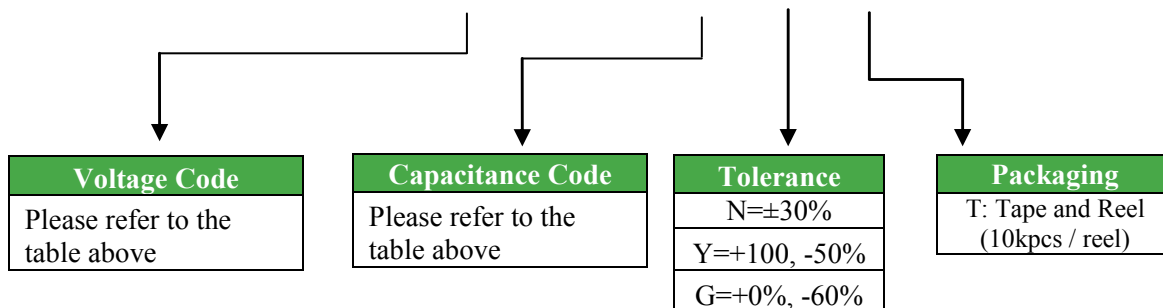 Voltage Code
Please refer to the
table above
Capacitance Code
Please refer to the
table above
Tolerance
N=±30%
Y=+100, -50%
G=+0%, -60%
Packaging
T: Tape and Reel
(10kpcs / reel)